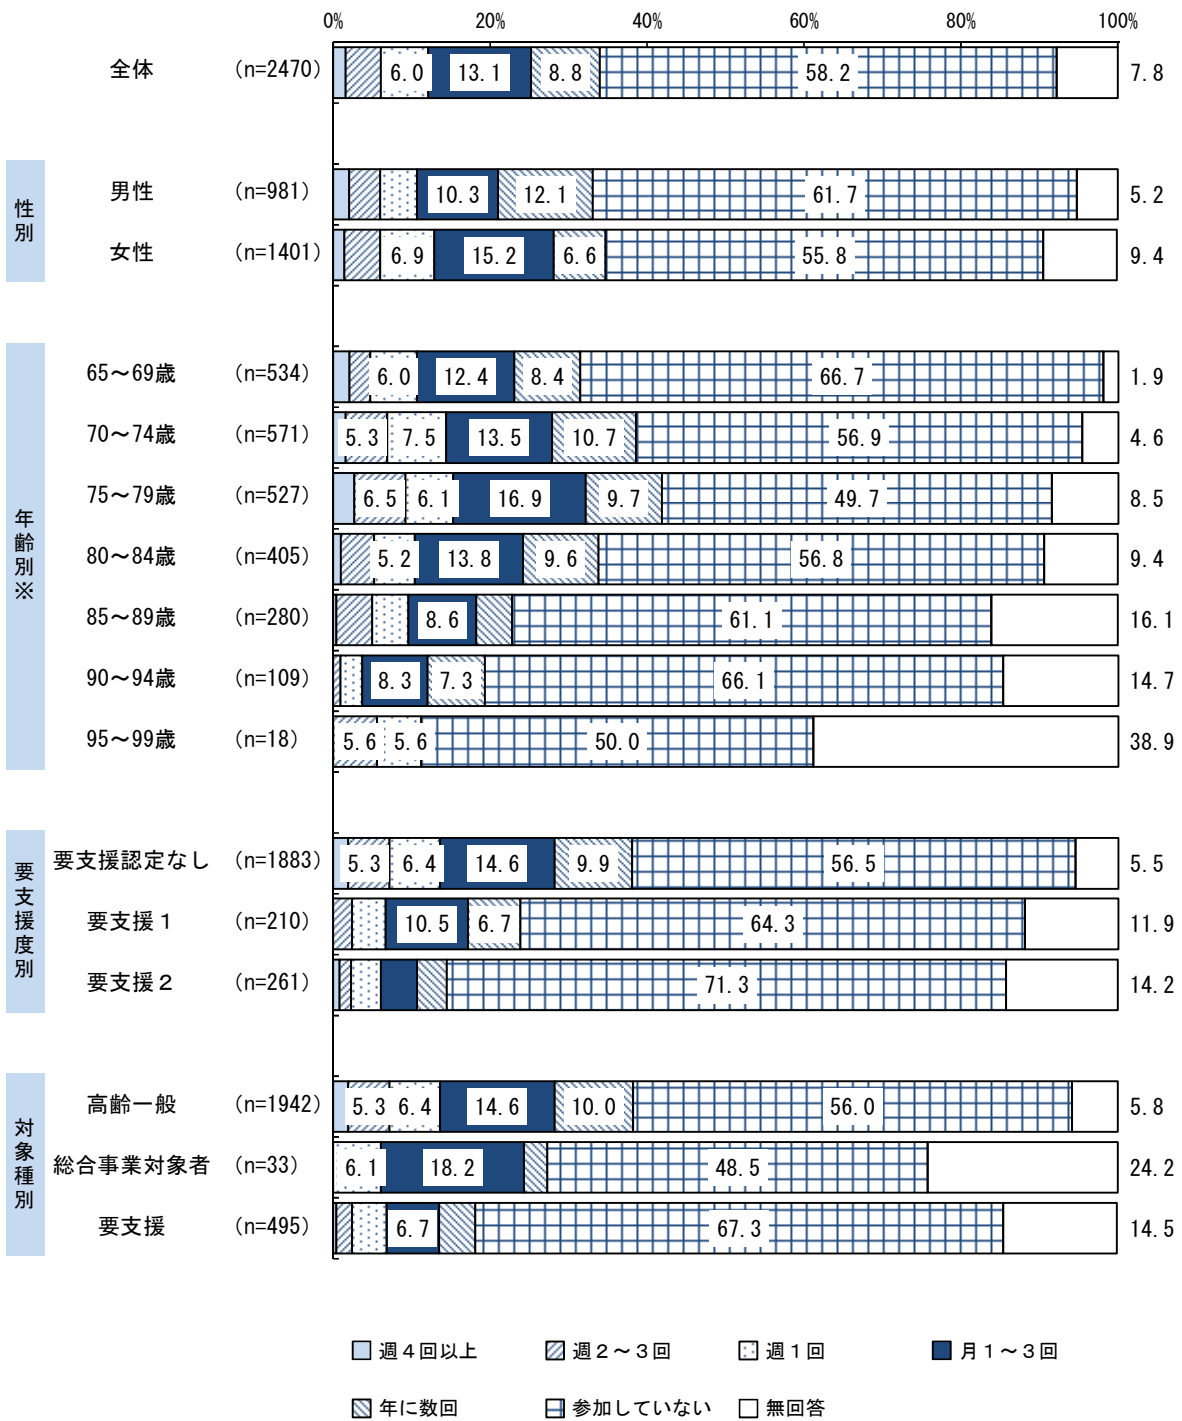 0% 20% 40% 60% 80% 100%
全体 (n=2470) 6.0 13.1 8.8 58.2 7.8
性別
男性 (n=981) 10.3 12.1 61.7 5.2
女性 (n=1401) 6.9 15.2 6.6 55.8 9.4
年齢別※
65～69歳 (n=534) 6.0 12.4 8.4 66.7 1.9
70～74歳 (n=571) 5.3 7.5 13.5 10.7 56.9 4.6
75～79歳 (n=527) 6.5 6.1 16.9 9.7 49.7 8.5
80～84歳 (n=405) 5.2 13.8 9.6 56.8 9.4
85～89歳 (n=280) 8.6 61.1 16.1
90～94歳 (n=109) 8.3 7.3 66.1 14.7
95～99歳 (n=18) 5.6 5.6 50.0 38.9
要支援度別
要支援認定なし (n=1883) 5.3 6.4 14.6 9.9 56.5 5.5
要支援１ (n=210) 10.5 6.7 64.3 11.9
要支援２ (n=261) 71.3 14.2
対象種別
高齢一般 (n=1942) 5.3 6.4 14.6 10.0 56.0 5.8
総合事業対象者 (n=33) 6.1 18.2 48.5 24.2
要支援 (n=495) 6.7 67.3 14.5
週４回以上 週２～３回 週１回 月１～３回
年に数回 参加していない 無回答